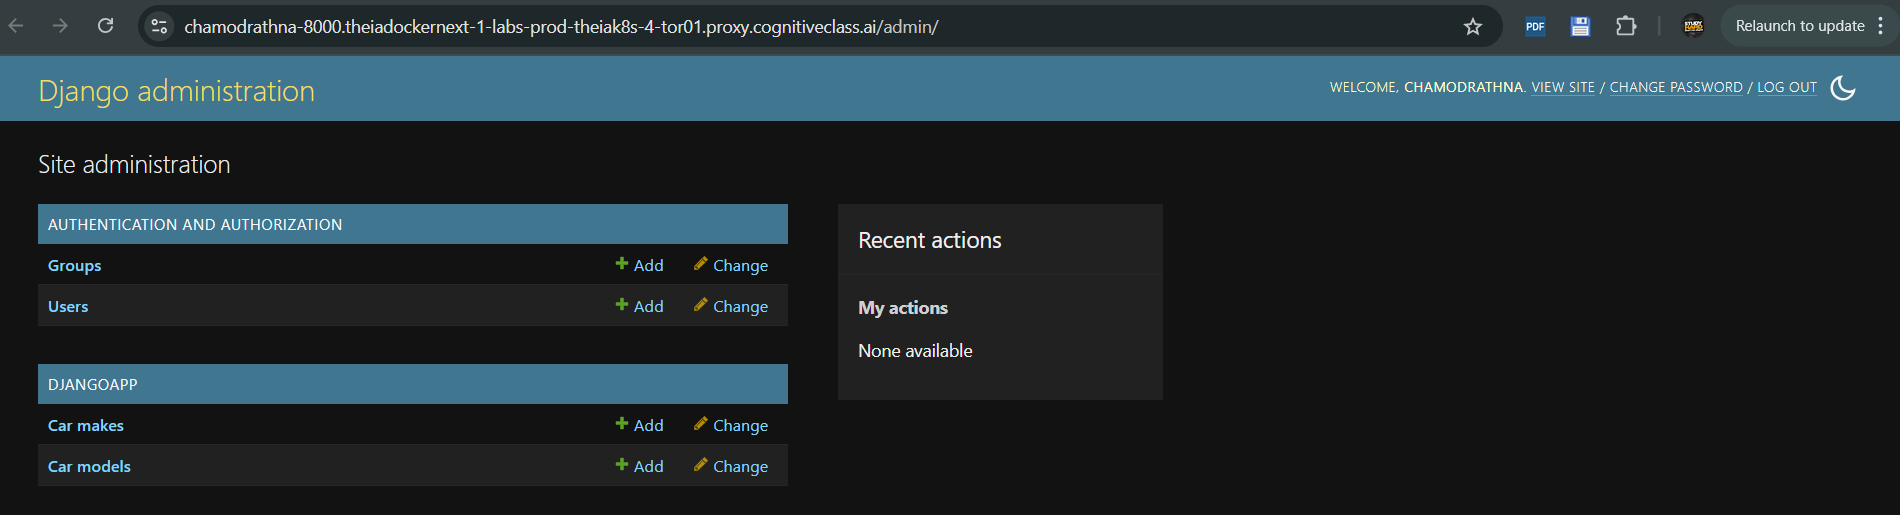 chamodrathna-8000.theiadockernext-1-labs-prod-theiak8s-4-tor01.proxy.cognitiveclass.ai/admin/
PDF
Relaunch to update
Django administration
WELCOME, CHAMODRATHNA. VIEW SITE / CHANGE PASSWORD / LOG OUT
Site administration
AUTHENTICATION AND AUTHORIZATION
Groups Add Change
Users Add Change
DJANGOAPP
Car makes Add Change
Car models Add Change
Recent actions
My actions
None available